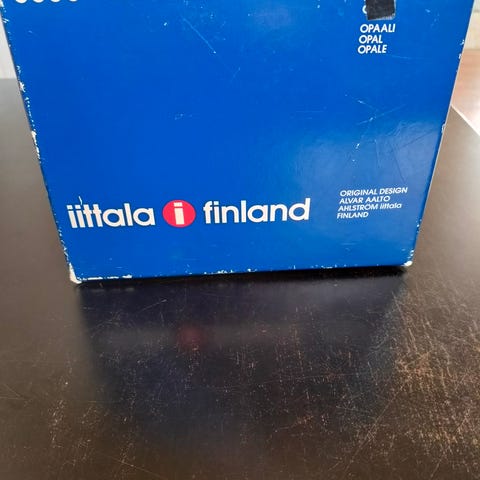 OPAALI
OPAL
OPALE
iittala i finland
ORIGINAL DESIGN
ALVAR AALTO
AHLSTRÖM iittala
FINLAND